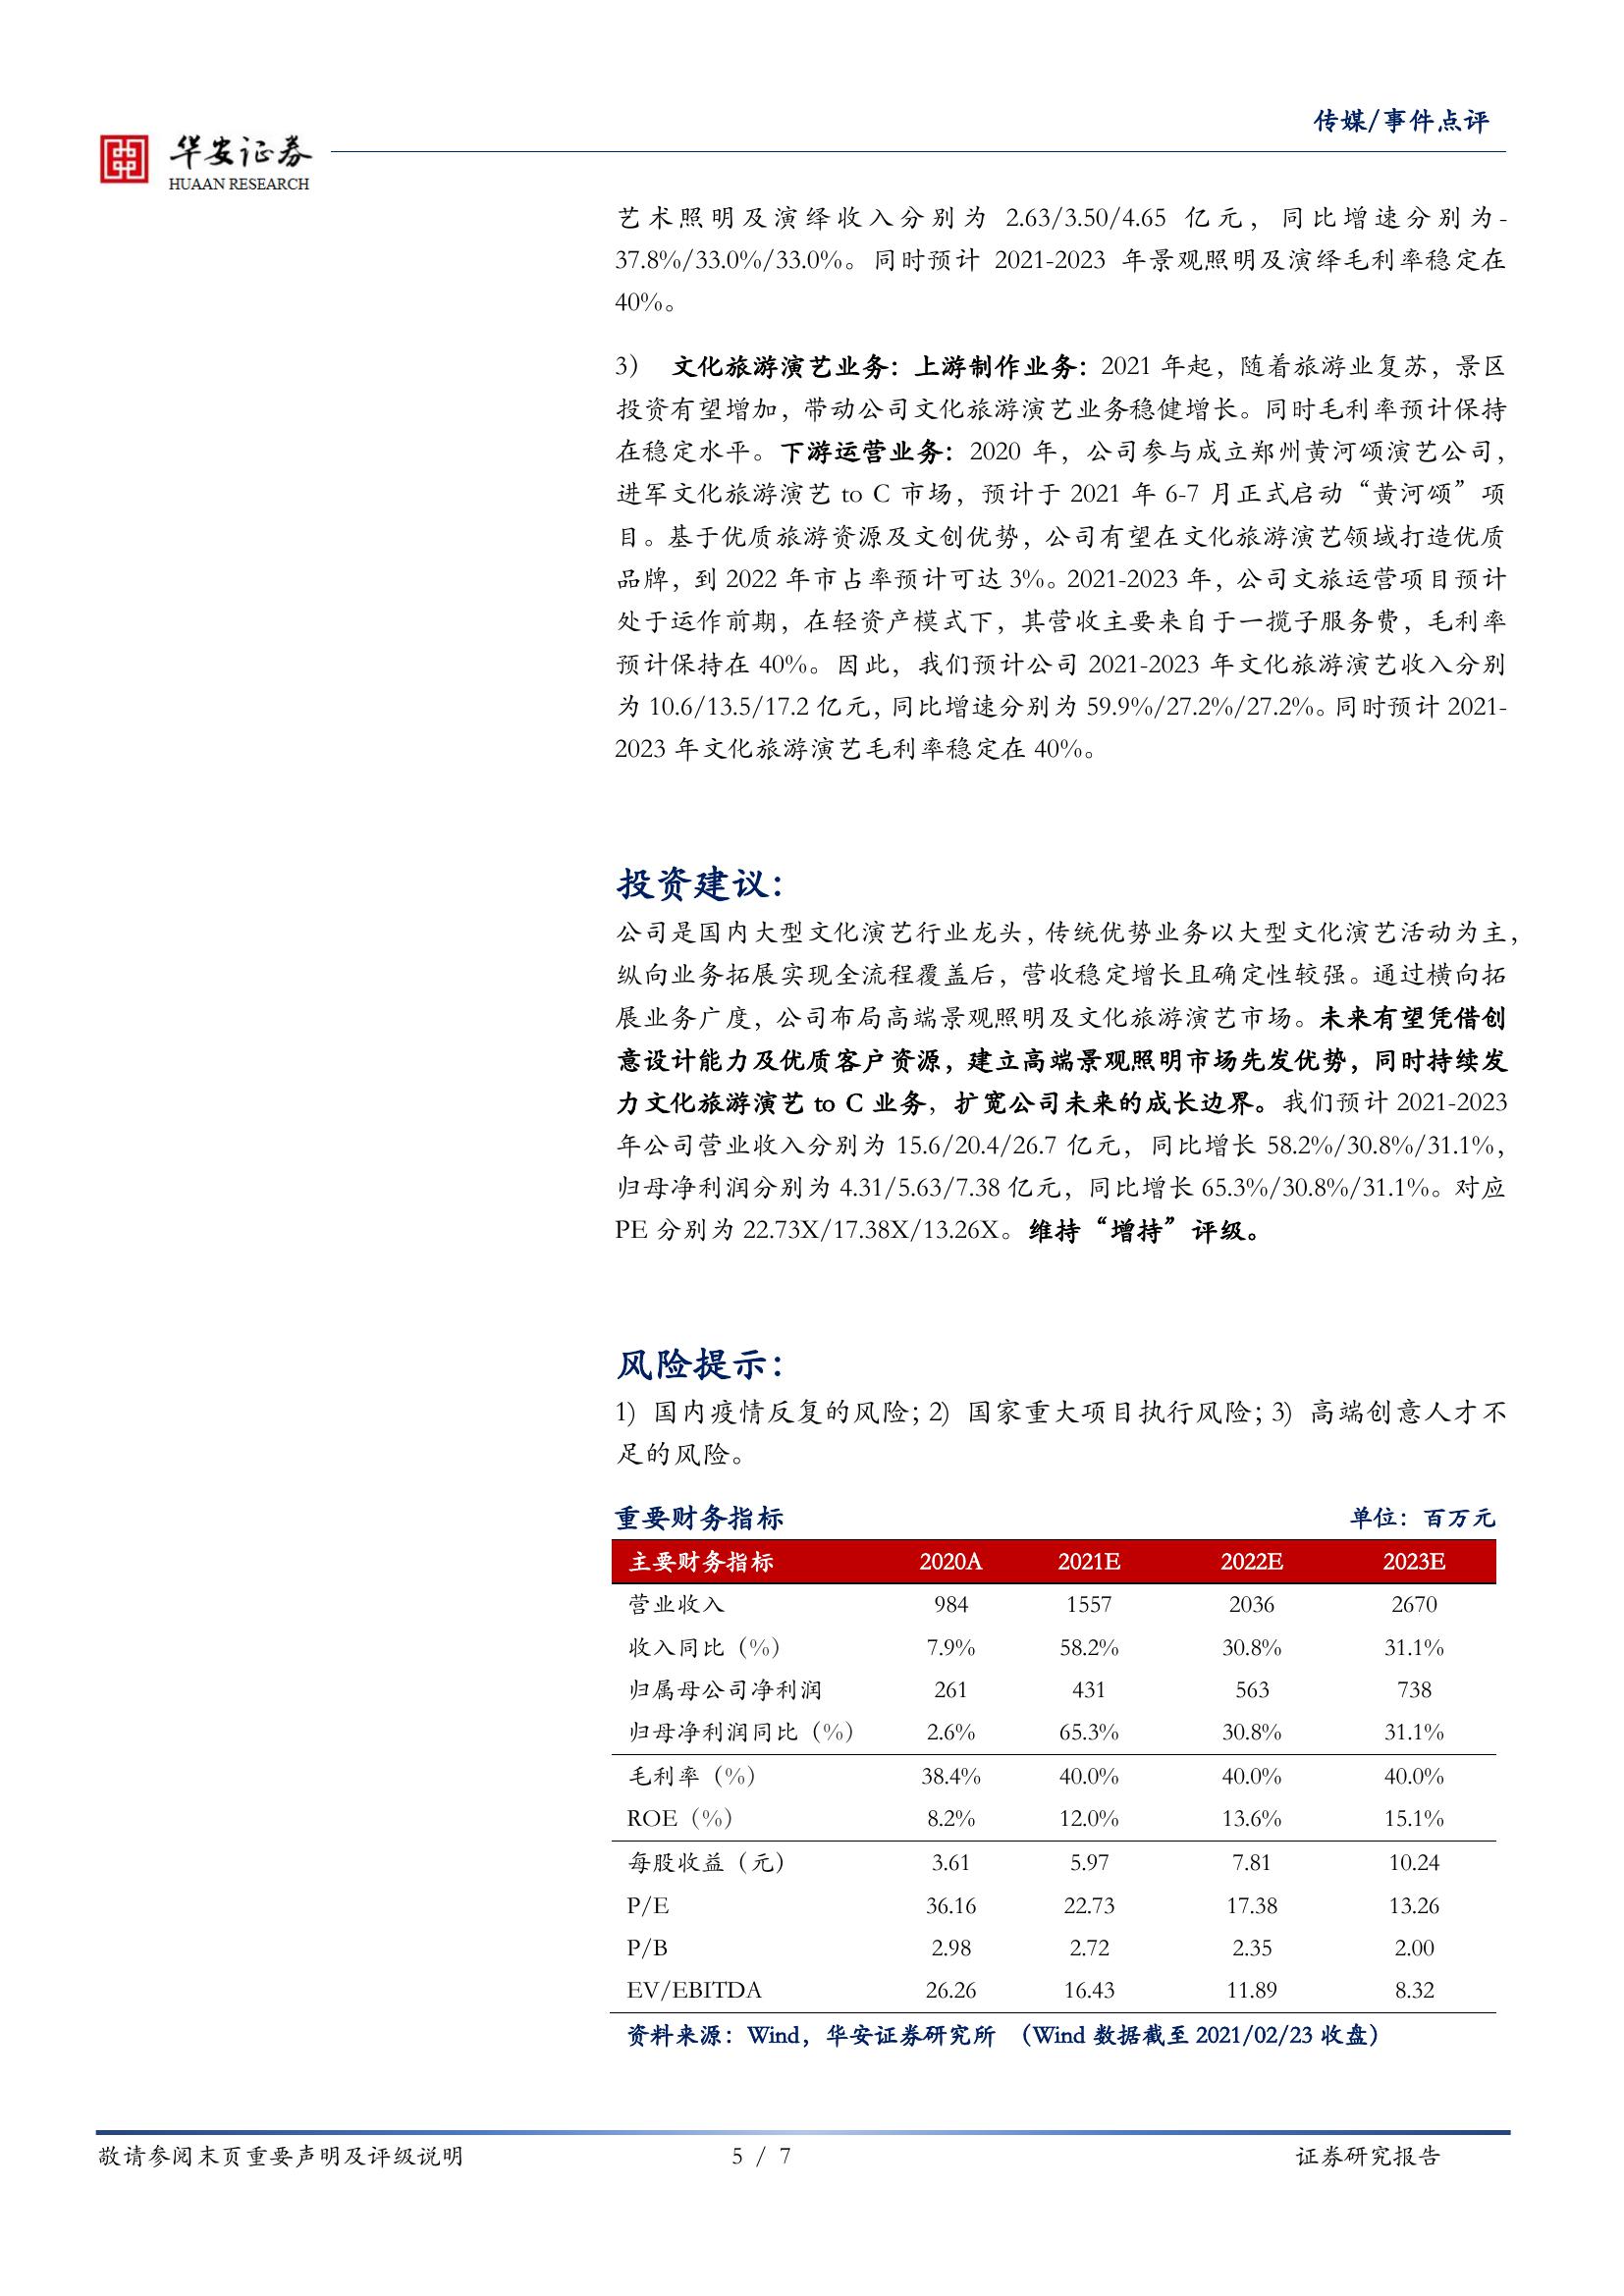 传媒/事件点评
华安证券
HUAAN RESEARCH
艺术照明及演绎收入分别为 2.63/3.50/4.65 亿元，同比增速分别为-
37.8%/33.0%/33.0%。同时预计 2021-2023 年景观照明及演绎毛利率稳定在
40%。
3） 文化旅游演艺业务：上游制作业务：2021 年起，随着旅游业复苏，景区
投资有望增加，带动公司文化旅游演艺业务稳健增长。同时毛利率预计保持
在稳定水平。下游运营业务：2020 年，公司参与成立郑州黄河颂演艺公司，
进军文化旅游演艺 to C 市场，预计于 2021 年 6-7 月正式启动“黄河颂”项
目。基于优质旅游资源及文创优势，公司有望在文化旅游演艺领域打造优质
品牌，到 2022 年市占率预计可达 3%。2021-2023 年，公司文旅运营项目预计
处于运作前期，在轻资产模式下，其营收主要来自于一揽子服务费，毛利率
预计保持在 40%。因此，我们预计公司 2021-2023 年文化旅游演艺收入分别
为 10.6/13.5/17.2 亿元，同比增速分别为 59.9%/27.2%/27.2%。同时预计 2021-
2023 年文化旅游演艺毛利率稳定在 40%。
投资建议：
公司是国内大型文化演艺行业龙头，传统优势业务以大型文化演艺活动为主，
纵向业务拓展实现全流程覆盖后，营收稳定增长且确定性较强。通过横向拓
展业务广度，公司布局高端景观照明及文化旅游演艺市场。未来有望凭借创
意设计能力及优质客户资源，建立高端景观照明市场先发优势，同时持续发
力文化旅游演艺 to C 业务，扩宽公司未来的成长边界。我们预计 2021-2023
年公司营业收入分别为 15.6/20.4/26.7 亿元，同比增长 58.2%/30.8%/31.1%，
归母净利润分别为 4.31/5.63/7.38 亿元，同比增长 65.3%/30.8%/31.1%。对应
PE 分别为 22.73X/17.38X/13.26X。维持“增持”评级。
风险提示：
1) 国内疫情反复的风险；2) 国家重大项目执行风险；3) 高端创意人才不
足的风险。
重要财务指标 单位：百万元
主要财务指标 2020A 2021E 2022E 2023E
营业收入 984 1557 2036 2670
收入同比（%） 7.9% 58.2% 30.8% 31.1%
归属母公司净利润 261 431 563 738
归母净利润同比（%） 2.6% 65.3% 30.8% 31.1%
毛利率（%） 38.4% 40.0% 40.0% 40.0%
ROE（%） 8.2% 12.0% 13.6% 15.1%
每股收益（元） 3.61 5.97 7.81 10.24
P/E 36.16 22.73 17.38 13.26
P/B 2.98 2.72 2.35 2.00
EV/EBITDA 26.26 16.43 11.89 8.32
资料来源：Wind，华安证券研究所 （Wind 数据截至 2021/02/23 收盘）
敬请参阅末页重要声明及评级说明 5 / 7 证券研究报告